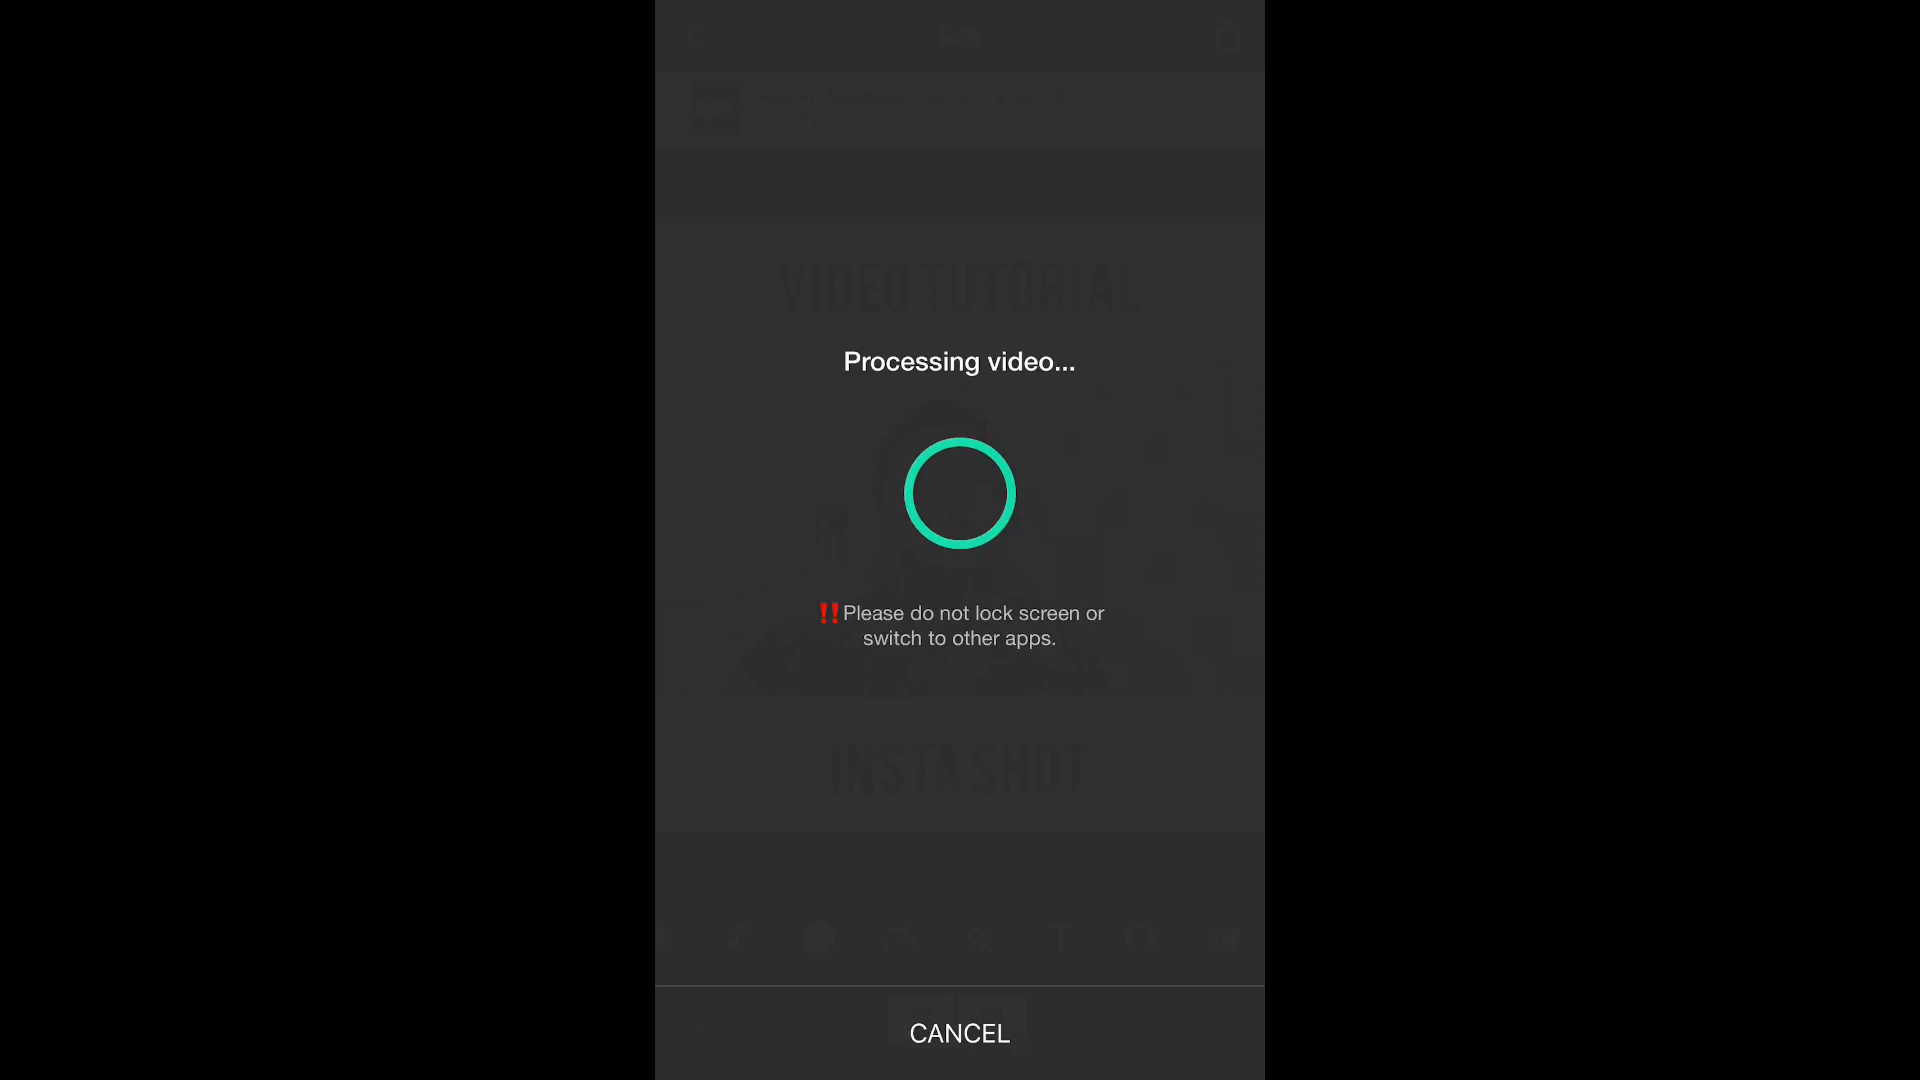 VIDEO TUTORIAL
Processing video...
‼Please do not lock screen or
switch to other apps.
INSTA SHOT
CANCEL